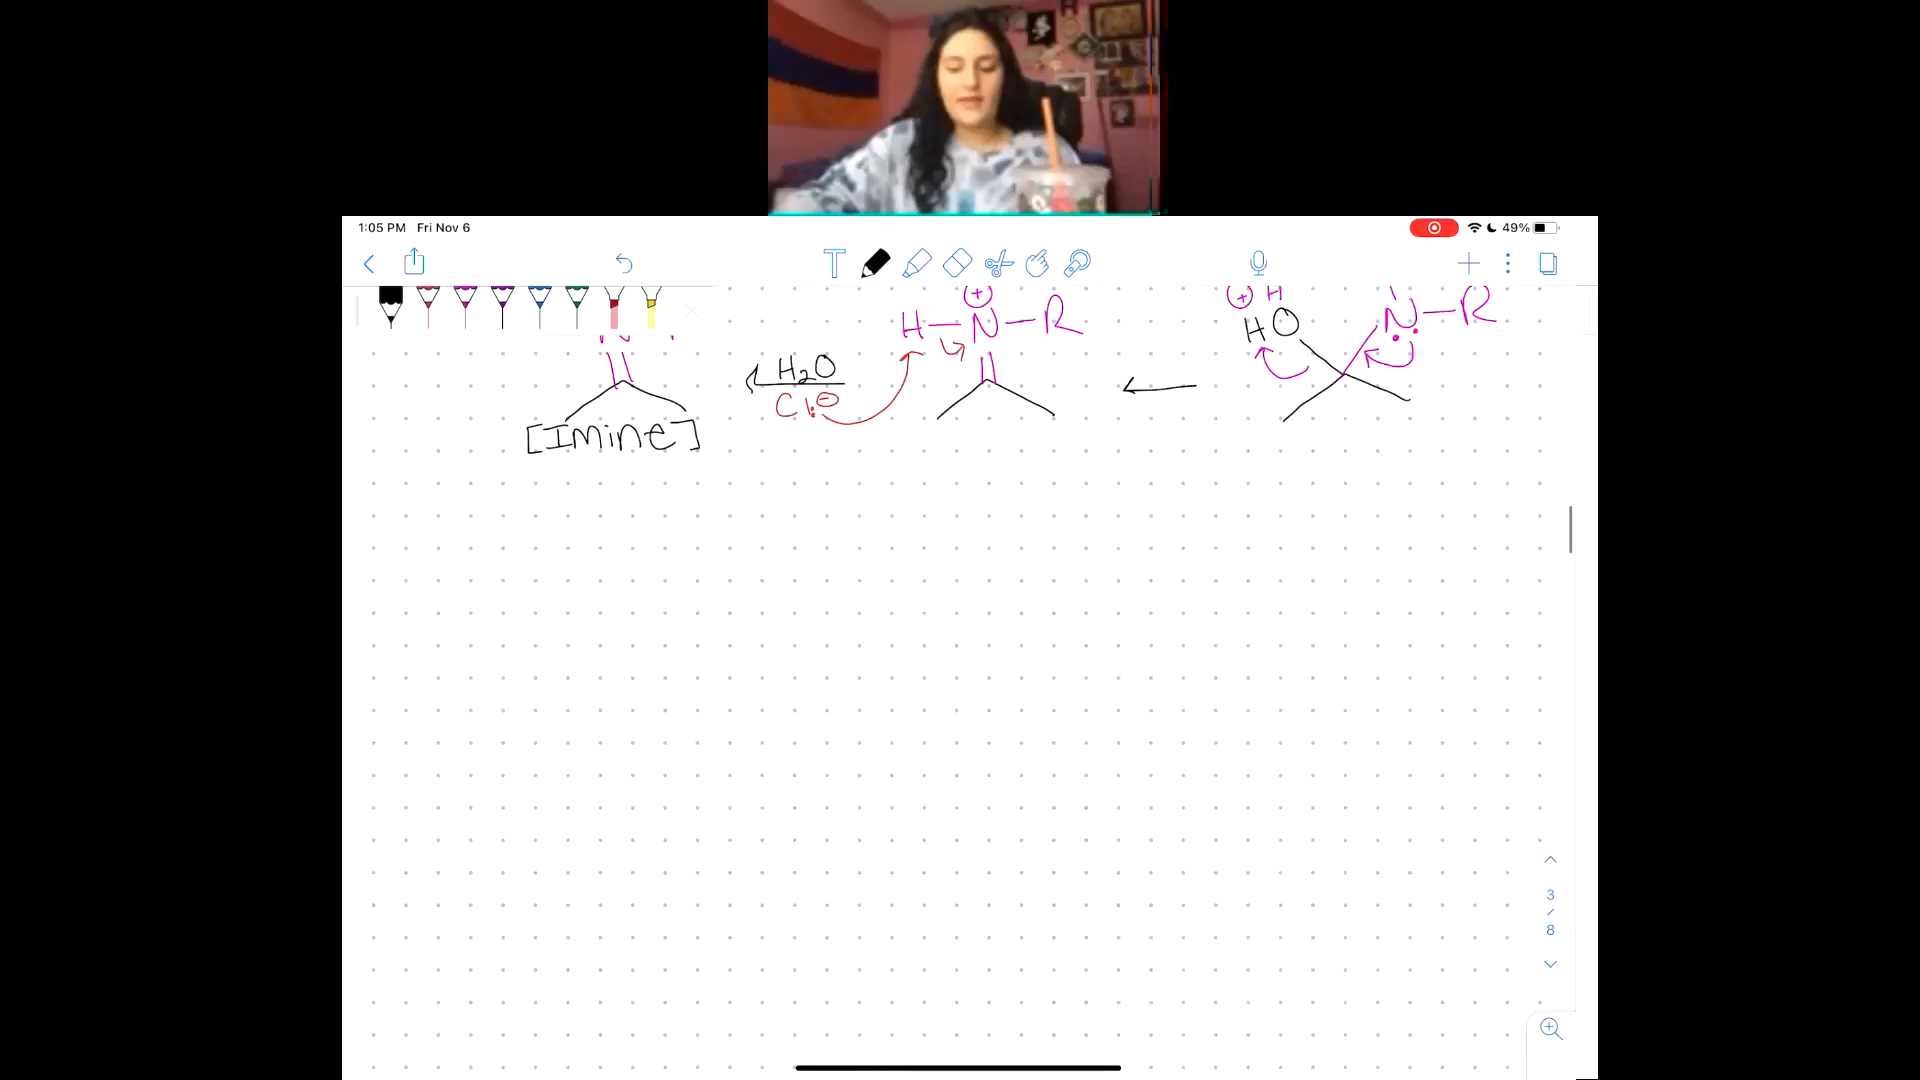 1:05 PM Fri Nov 6
49%
T
⊕
H — N — R
⊕ H
HO
N: — R
H₂O
Cl:⊖
[Imine]
3
/
8